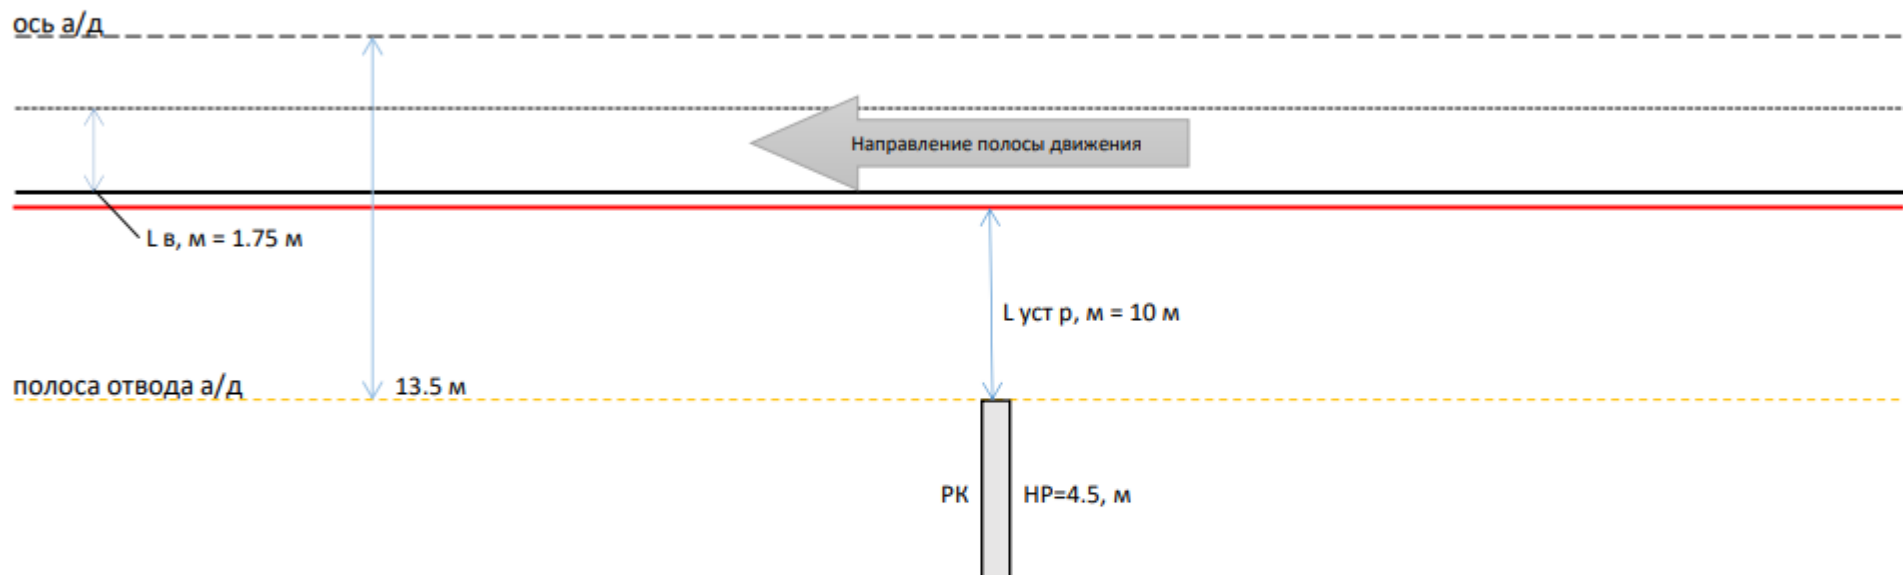 ось а/д
Направление полосы движения
L в, м = 1.75 м
L уст р, м = 10 м
полоса отвода а/д
13.5 м
РК
НР=4.5, м